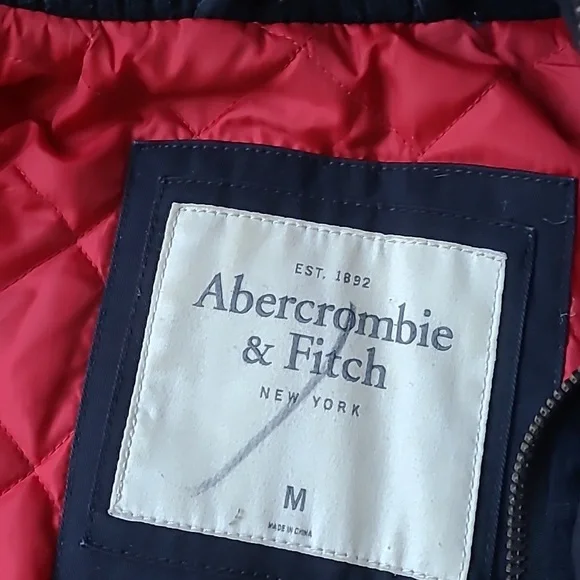 EST. 1892
Abercrombie
& Fitch
NEW YORK
M
MADE IN CHINA